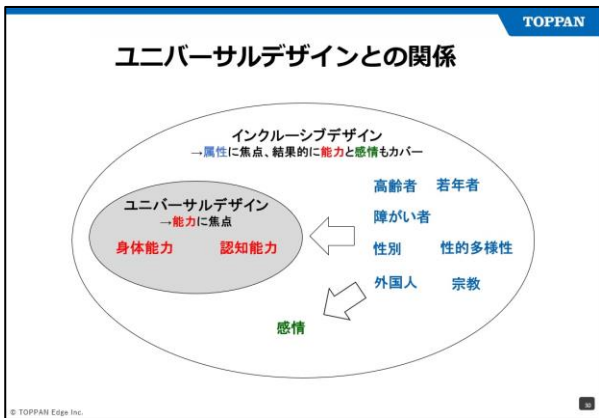 TOPPAN
ユニバーサルデザインとの関係
インクルーシブデザイン
→属性に焦点、結果的に能力と感情もカバー
高齢者 若年者
ユニバーサルデザイン
→能力に焦点
障がい者
身体能力 認知能力
性別 性的多様性
外国人 宗教
感情
© TOPPAN Edge Inc.